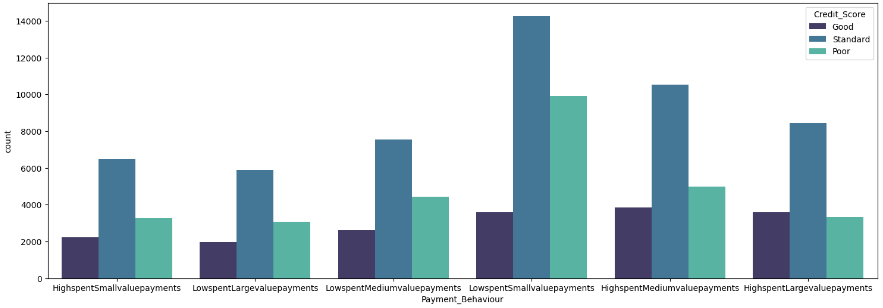 14000
12000
10000
8000
6000
4000
2000
0
count
Credit_Score
Good
Standard
Poor
HighspentSmallvaluepayments LowspentLargevaluepayments LowspentMediumvaluepayments LowspentSmallvaluepayments HighspentMediumvaluepayments HighspentLargevaluepayments
Payment_Behaviour